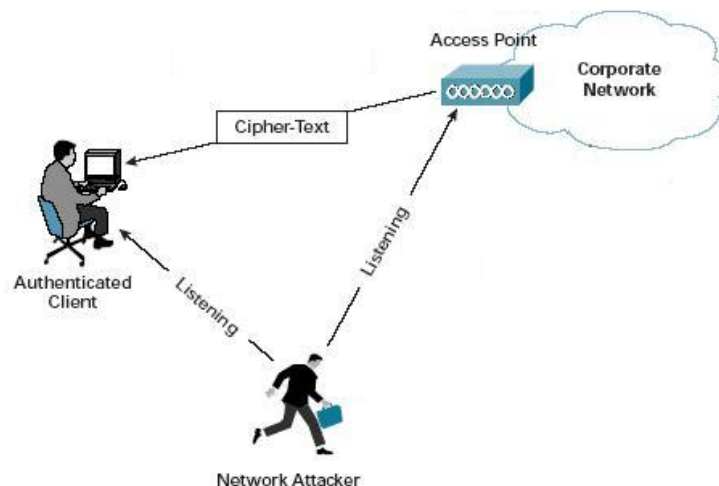 Access Point
Corporate
Network
Cipher-Text
Authenticated
Client
Listening
Listening
Network Attacker